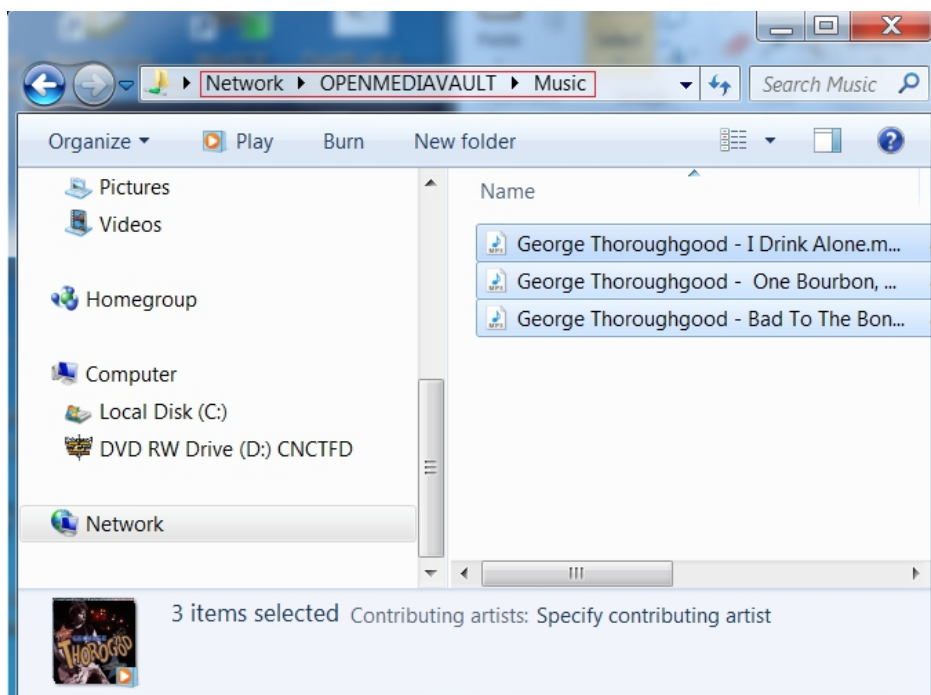 Network ▸ OPENMEDIAVAULT ▸ Music
Search Music
Organize Play Burn New folder
Pictures
Videos
Homegroup
Computer
Local Disk (C:)
DVD RW Drive (D:) CNCTFD
Network
Name
George Thoroughgood - I Drink Alone.m...
George Thoroughgood -  One Bourbon, ...
George Thoroughgood - Bad To The Bon...
3 items selected Contributing artists: Specify contributing artist
THOROGOOD